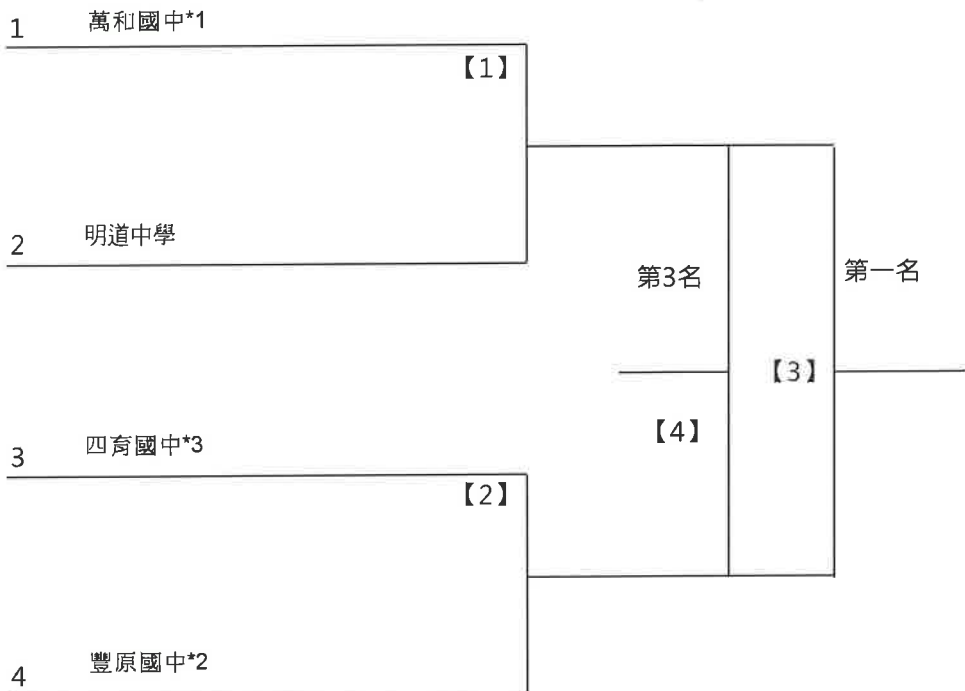 1 萬和國中*1
【1】
2 明道中學
第3名
第一名
【3】
【4】
3 四育國中*3
【2】
4 豐原國中*2